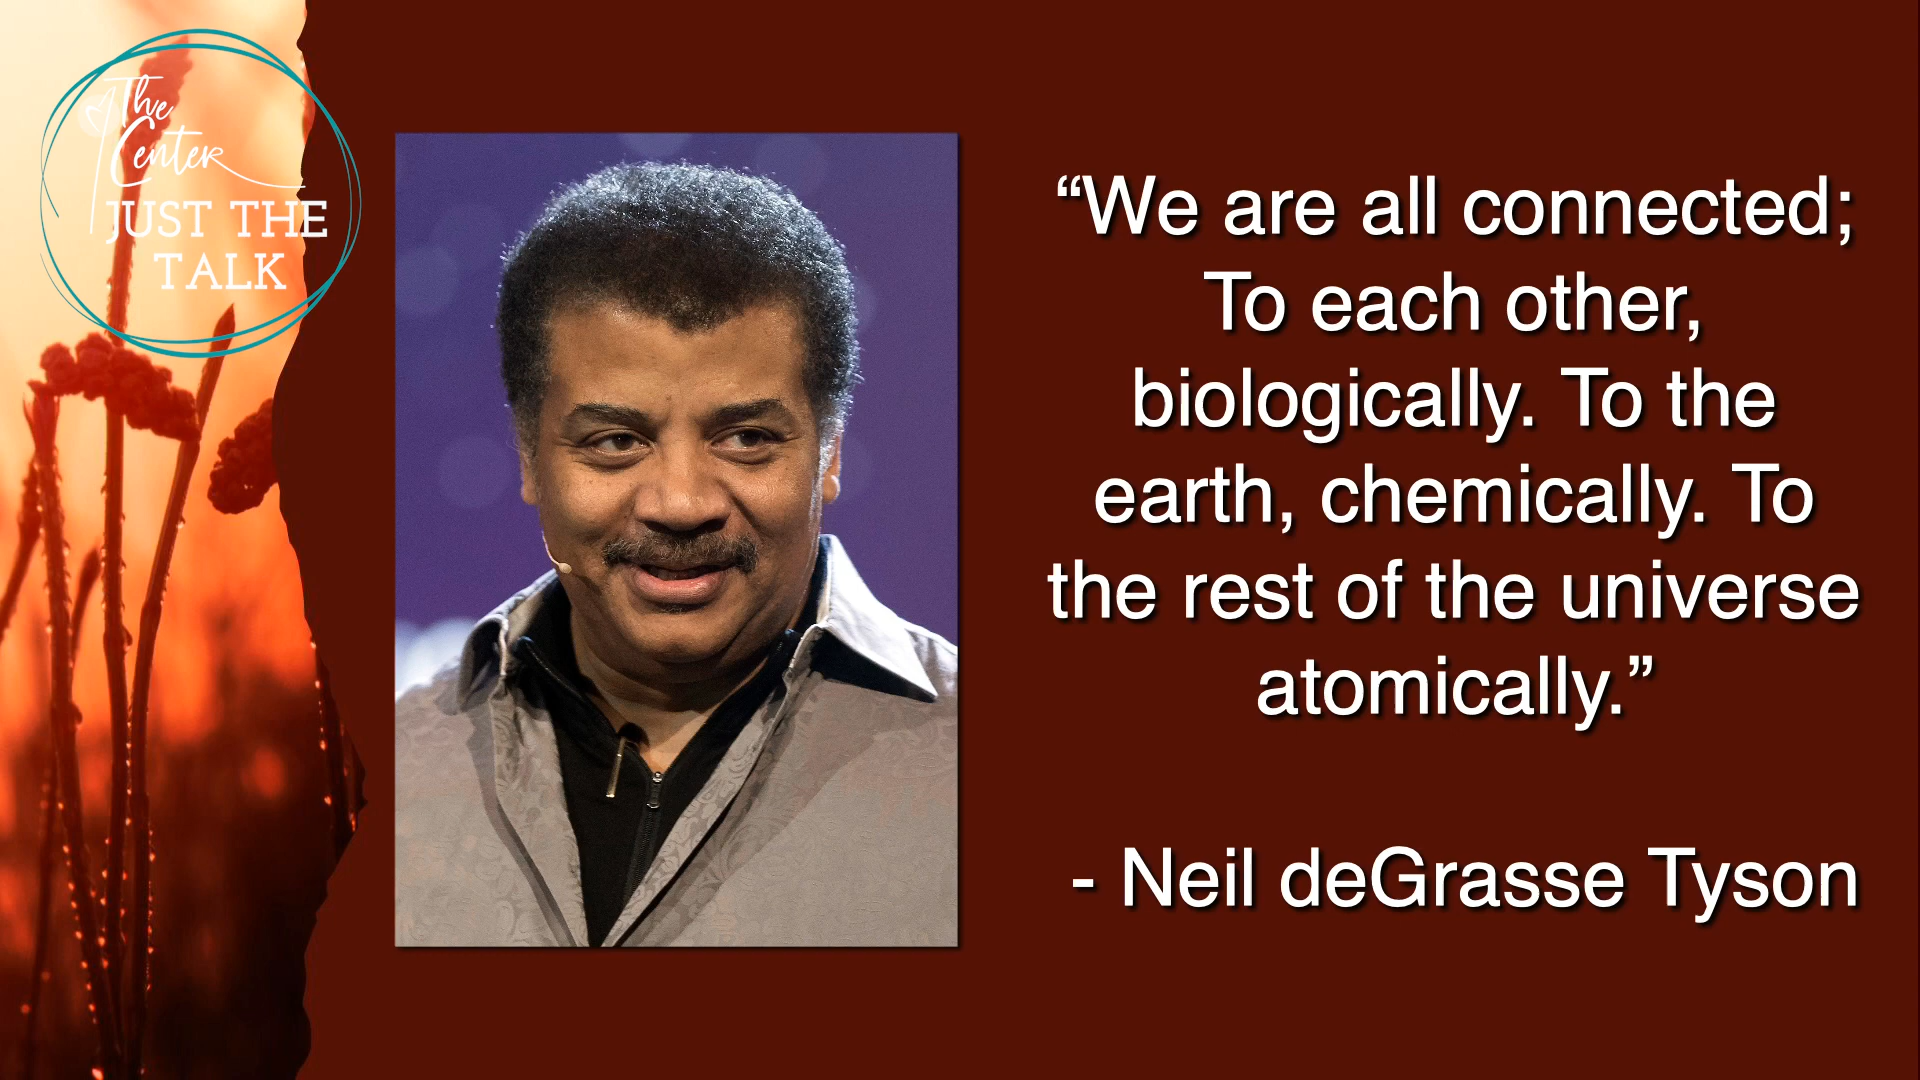 The
Center
JUST THE
TALK
“We are all connected;
To each other,
biologically. To the
earth, chemically. To
the rest of the universe
atomically.”
- Neil deGrasse Tyson